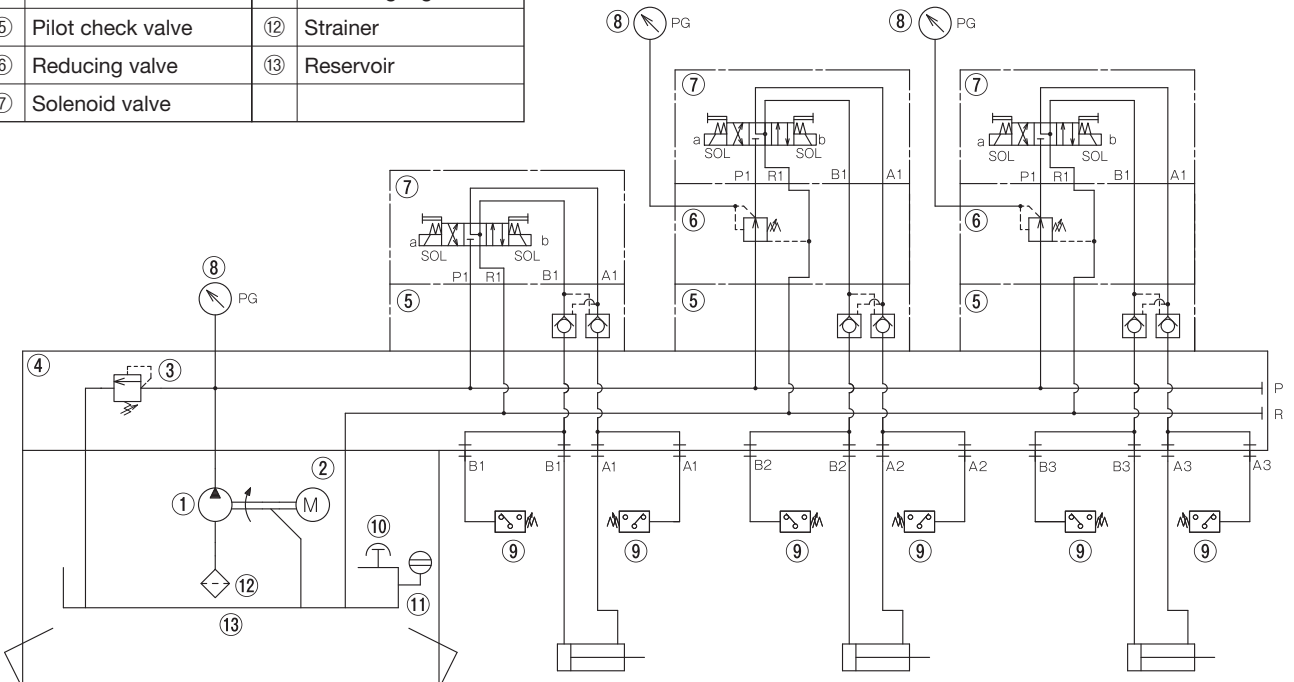 ⑤ Pilot check valve ⑫ Strainer
⑥ Reducing valve ⑬ Reservoir
⑦ Solenoid valve
⑧ PG ⑧ PG
⑦ ⑦
a b a b
SOL SOL SOL SOL
P1 R1 B1 A1 P1 R1 B1 A1
⑦
⑥ ⑥
a b
SOL SOL
⑧ PG
P1 R1 B1 A1
⑤ ⑤ ⑤
④ ③
P
R
B1 B1 A1 A1 B2 B2 A2 A2 B3 B3 A3 A3
②
① M
⑩ ⑨ ⑨ ⑨ ⑨ ⑨ ⑨
⑫ ⑪
⑬